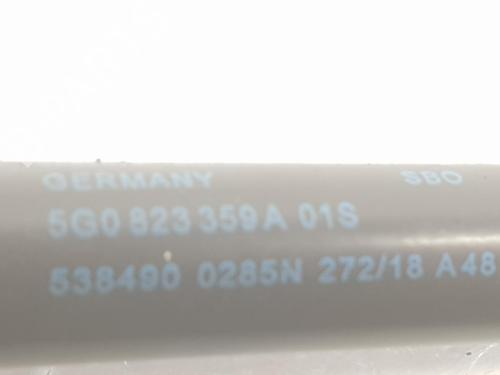 GERMANY SBO
5G0 823 359A 01S
538490 0285N 272/18 A48